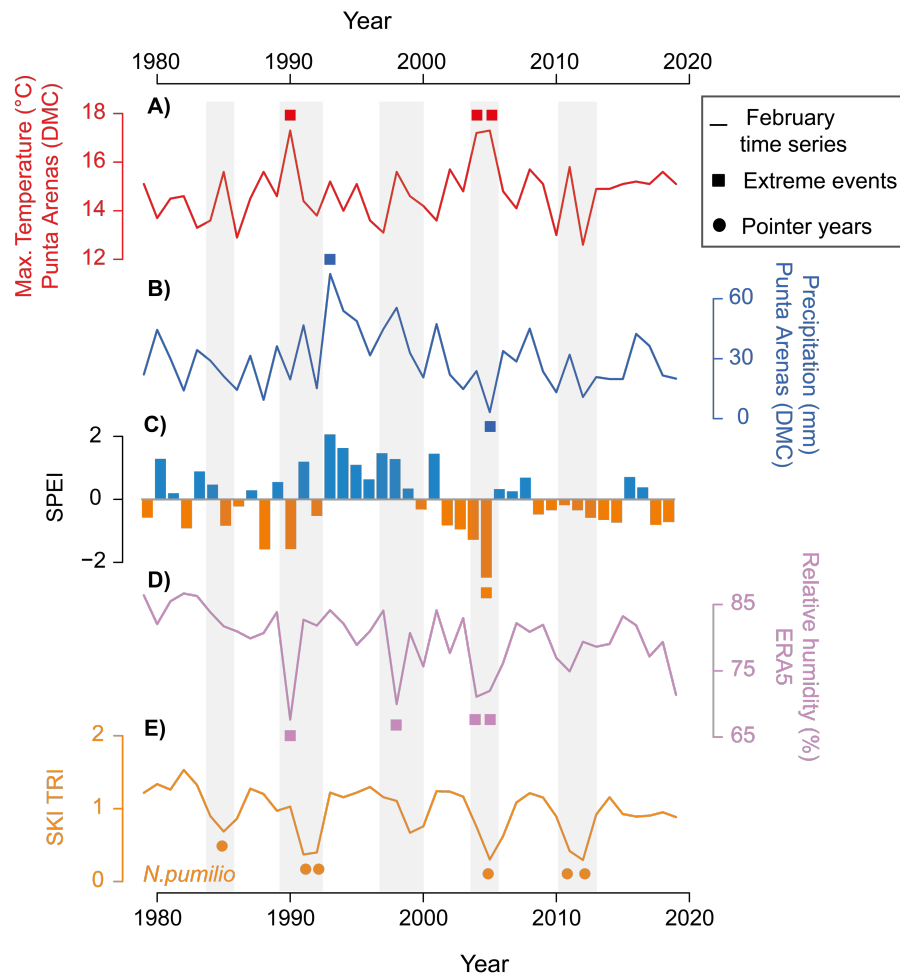 Year
1980 1990 2000 2010 2020
A)
18
16
14
12
Max. Temperature (°C)
Punta Arenas (DMC)
February
time series
Extreme events
Pointer years
B)
60
30
0
Precipitation (mm)
Punta Arenas (DMC)
C)
2
0
−2
SPEI
D)
85
75
65
Relative humidity (%)
ERA5
E)
2
1
0
SKI TRI
N.pumilio
1980 1990 2000 2010 2020
Year